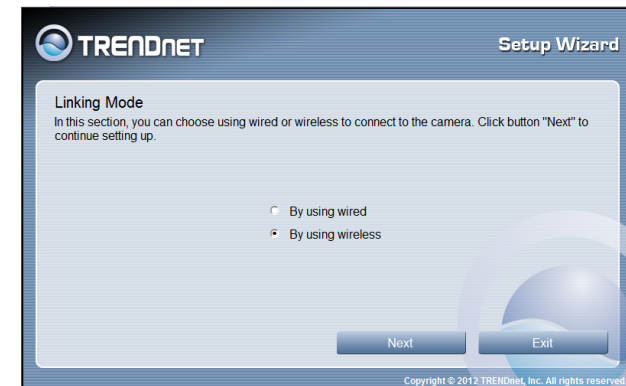 TRENDNET
Setup Wizard
Linking Mode
In this section, you can choose using wired or wireless to connect to the camera. Click button "Next" to
continue setting up.
By using wired
By using wireless
Next
Exit
Copyright © 2012 TRENDnet, Inc. All rights reserved